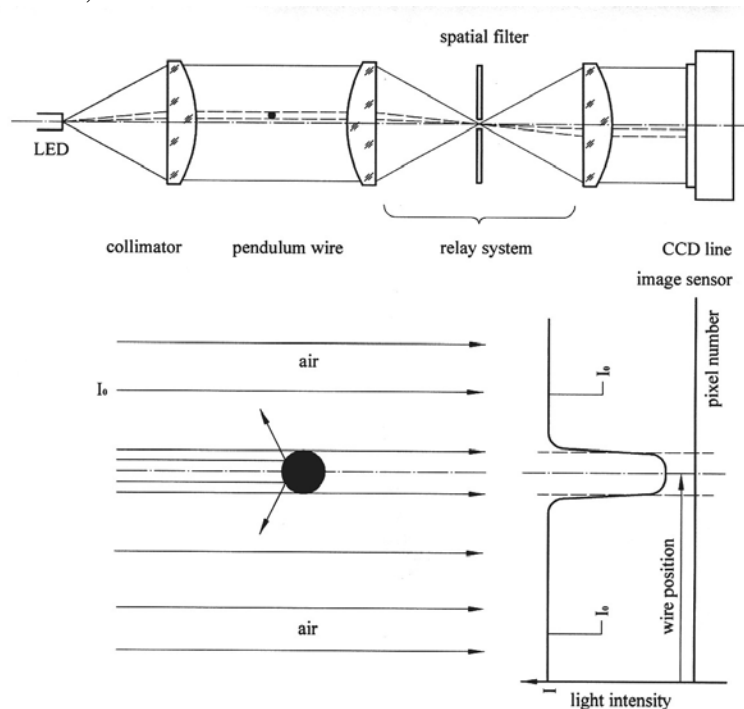 spatial filter
LED
collimator
pendulum wire
relay system
CCD line
image sensor
air
I₀
I₀
pixel number
wire position
air
I₀
I
light intensity